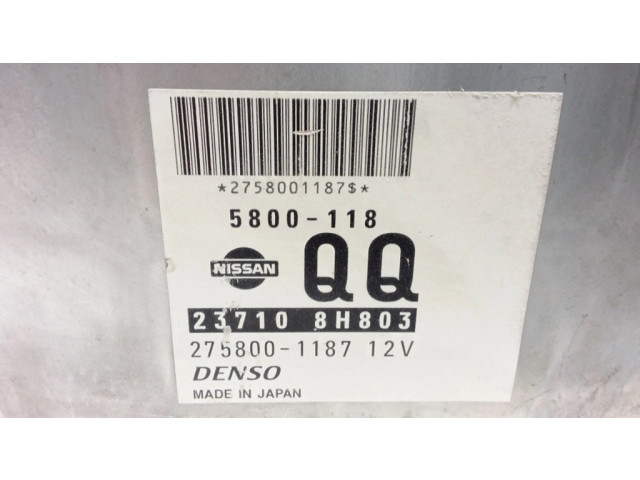 *2758001187$*
5800-118
NISSAN QQ
23710 8H803
275800-1187 12V
DENSO
MADE IN JAPAN